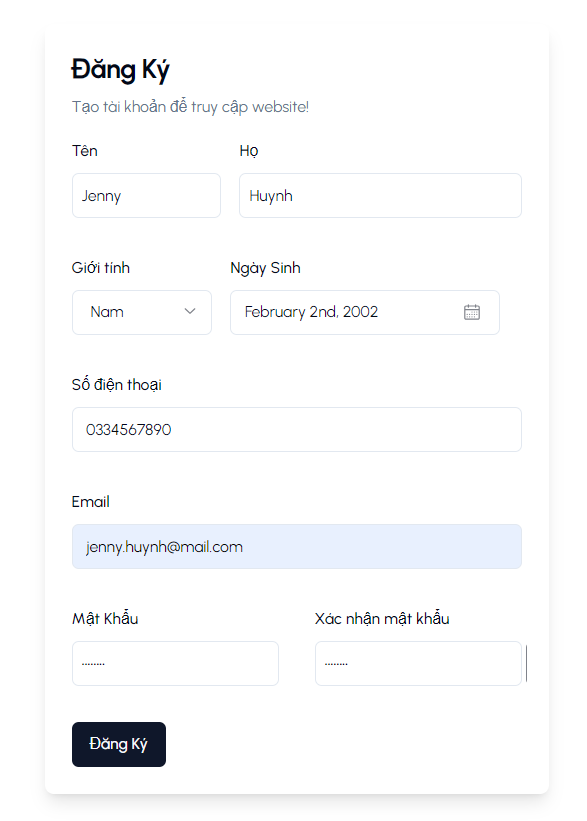 Đăng Ký
Tạo tài khoản để truy cập website!
Tên Họ
Jenny Huynh
Giới tính Ngày Sinh
Nam February 2nd, 2002
Số điện thoại
0334567890
Email
jenny.huynh@mail.com
Mật Khẩu Xác nhận mật khẩu
........ ........
Đăng Ký